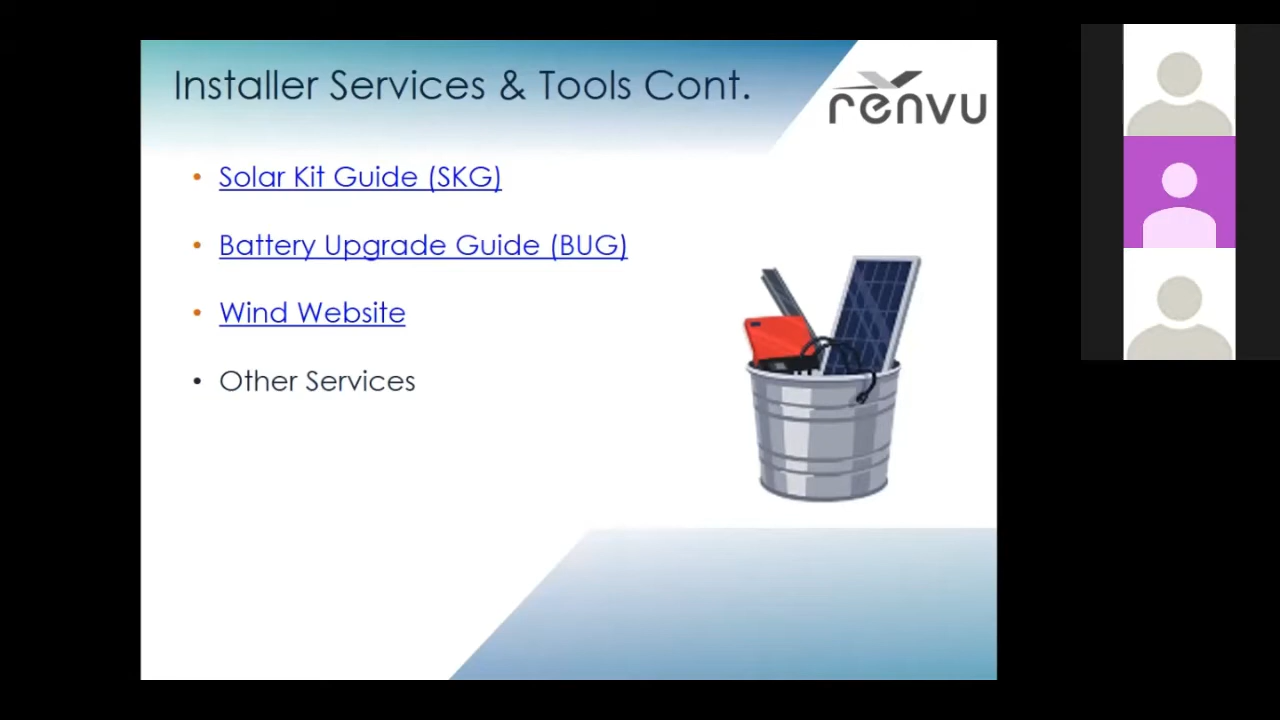 Installer Services & Tools Cont.
renvu
• Solar Kit Guide (SKG)
• Battery Upgrade Guide (BUG)
• Wind Website
• Other Services